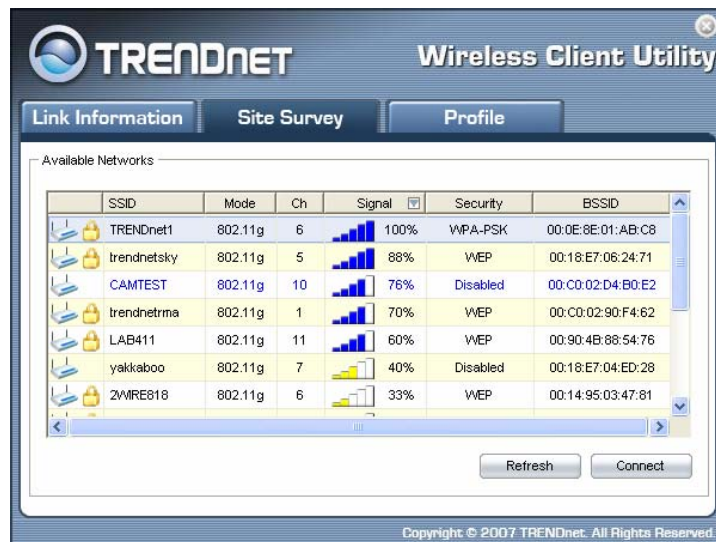 TRENDNET
Wireless Client Utility
Link Information Site Survey Profile
Available Networks
SSID Mode Ch Signal Security BSSID
TRENDnet1 802.11g 6 100% WPA-PSK 00:0E:8E:01:AB:C8
trendnetsky 802.11g 5 88% WEP 00:18:E7:06:24:71
CAMTEST 802.11g 10 76% Disabled 00:C0:02:D4:B0:E2
trendnetrma 802.11g 1 70% WEP 00:C0:02:90:F4:62
LAB411 802.11g 11 60% WEP 00:90:4B:88:54:76
yakkaboo 802.11g 7 40% Disabled 00:18:E7:04:ED:28
2WIRE818 802.11g 6 33% WEP 00:14:95:03:47:81
Refresh Connect
Copyright © 2007 TRENDnet. All Rights Reserved.